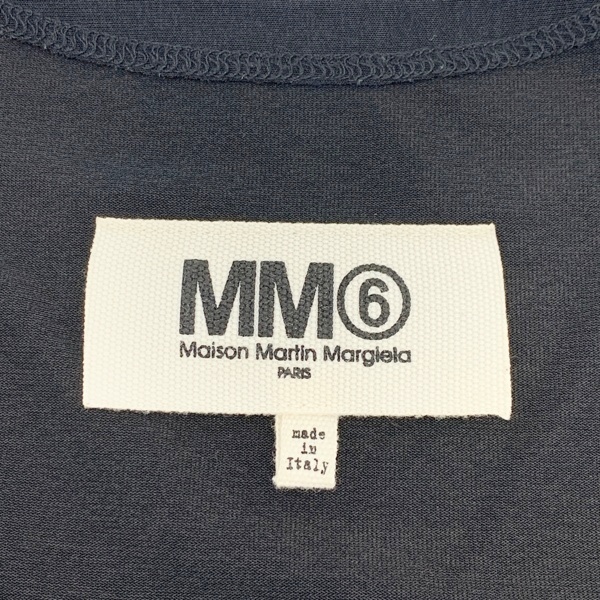 MM⑥
Maison Martin Margiela
PARIS
made
in
Italy